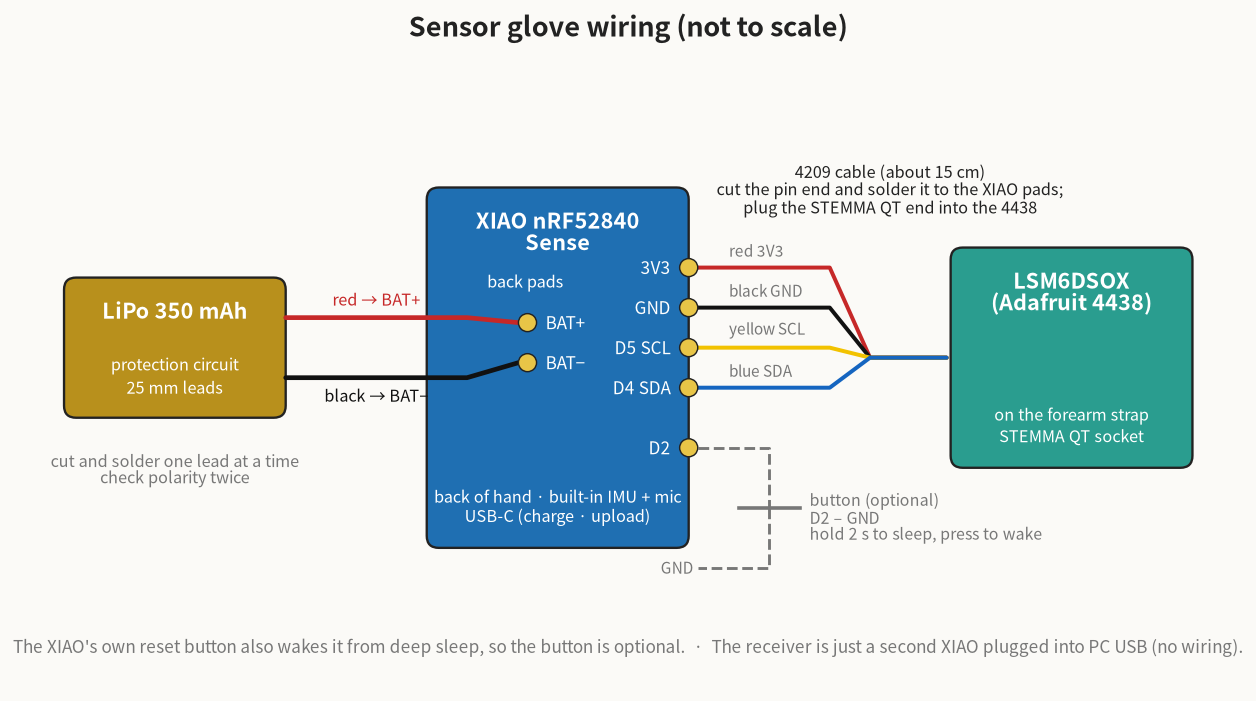 Sensor glove wiring (not to scale)
4209 cable (about 15 cm)
cut the pin end and solder it to the XIAO pads;
plug the STEMMA QT end into the 4438
LiPo 350 mAh
protection circuit
25 mm leads
cut and solder one lead at a time
check polarity twice
red → BAT+
black → BAT−
XIAO nRF52840
Sense
back pads
BAT+
BAT−
3V3
GND
D5 SCL
D4 SDA
D2
back of hand · built-in IMU + mic
USB-C (charge · upload)
red 3V3
black GND
yellow SCL
blue SDA
LSM6DSOX
(Adafruit 4438)
on the forearm strap
STEMMA QT socket
button (optional)
D2 – GND
hold 2 s to sleep, press to wake
GND
The XIAO's own reset button also wakes it from deep sleep, so the button is optional. · The receiver is just a second XIAO plugged into PC USB (no wiring).